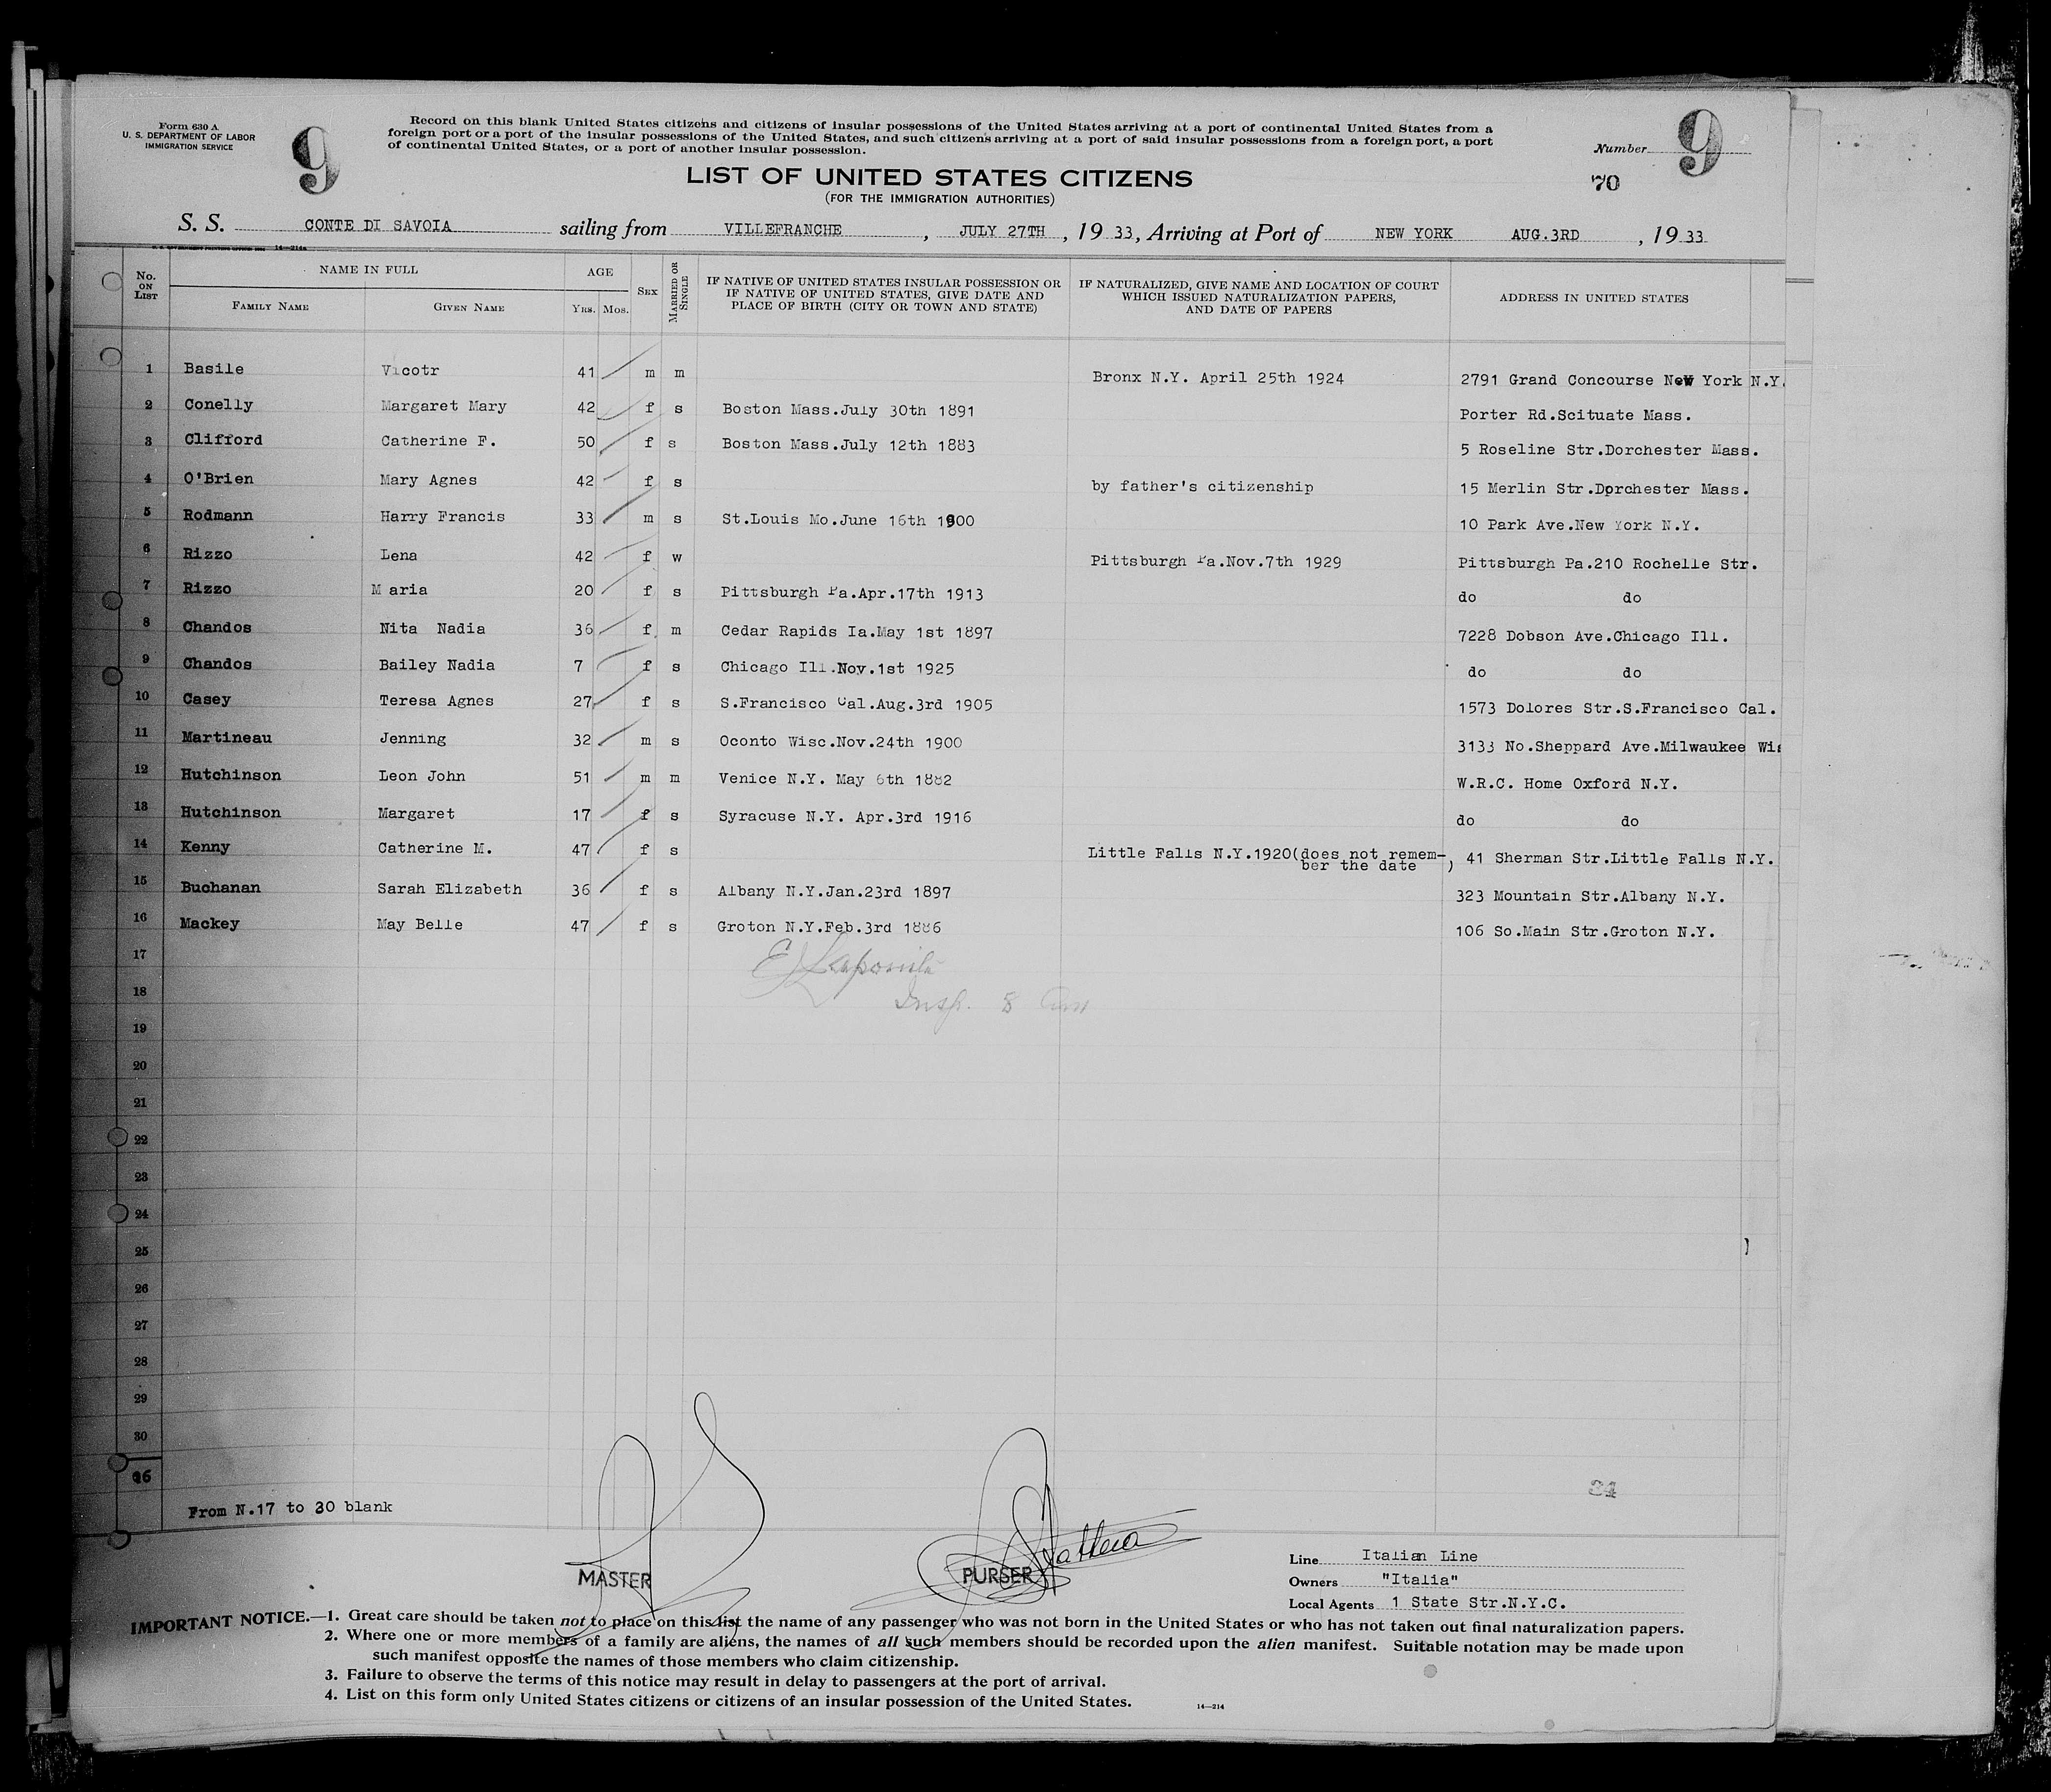 Form 630 A
U. S. DEPARTMENT OF LABOR
IMMIGRATION SERVICE
9
Record on this blank United States citizens and citizens of insular possessions of the United States arriving at a port of continental United States from a
foreign port or a port of the insular possessions of the United States, and such citizens arriving at a port of said insular possessions from a foreign port, a port
of continental United States, or a port of another insular possession.
Number 9
70
LIST OF UNITED STATES CITIZENS
(FOR THE IMMIGRATION AUTHORITIES)
S. S. CONTE DI SAVOIA sailing from VILLEFRANCHE, JULY 27TH, 1933, Arriving at Port of NEW YORK AUG.3RD, 1933
No. ON LIST
NAME IN FULL
FAMILY NAME
GIVEN NAME
AGE
YRS. MOS.
SEX
MARRIED OR SINGLE
IF NATIVE OF UNITED STATES INSULAR POSSESSION OR
IF NATIVE OF UNITED STATES, GIVE DATE AND
PLACE OF BIRTH (CITY OR TOWN AND STATE)
IF NATURALIZED, GIVE NAME AND LOCATION OF COURT
WHICH ISSUED NATURALIZATION PAPERS,
AND DATE OF PAPERS
ADDRESS IN UNITED STATES
1 Basile Vicotr 41 m m Bronx N.Y. April 25th 1924 2791 Grand Concourse New York N.Y.
2 Conelly Margaret Mary 42 f s Boston Mass.July 30th 1891 Porter Rd.Scituate Mass.
3 Clifford Catherine F. 50 f s Boston Mass.July 12th 1883 5 Roseline Str.Dorchester Mass.
4 O'Brien Mary Agnes 42 f s by father's citizenship 15 Merlin Str.Dorchester Mass.
5 Rodmann Harry Francis 33 m s St.Louis Mo.June 16th 1900 10 Park Ave.New York N.Y.
6 Rizzo Lena 42 f w Pittsburgh Pa.Nov.7th 1929 Pittsburgh Pa.210 Rochelle Str.
7 Rizzo M aria 20 f s Pittsburgh Pa.Apr.17th 1913 do do
8 Chandos Nita Nadia 36 f m Cedar Rapids Ia.May 1st 1897 7228 Dobson Ave.Chicago Ill.
9 Chandos Bailey Nadia 7 f s Chicago Ill.Nov.1st 1925 do do
10 Casey Teresa Agnes 27 f s S.Francisco Cal.Aug.3rd 1905 1573 Dolores Str.S.Francisco Cal.
11 Martineau Jenning 32 m s Oconto Wisc.Nov.24th 1900 3133 No.Sheppard Ave.Milwaukee Wis
12 Hutchinson Leon John 51 m m Venice N.Y. May 6th 1882 W.R.C. Home Oxford N.Y.
13 Hutchinson Margaret 17 f s Syracuse N.Y. Apr.3rd 1916 do do
14 Kenny Catherine M. 47 f s Little Falls N.Y.1920(does not remem-
ber the date ) 41 Sherman Str.Little Falls N.Y.
15 Buchanan Sarah Elizabeth 36 f s Albany N.Y.Jan.23rd 1897 323 Mountain Str.Albany N.Y.
16 Mackey May Belle 47 f s Groton N.Y.Feb.3rd 1886 106 So.Main Str.Groton N.Y.
17
18 Insp. 8
19
20
21
22
23
24
25
26
27
28
29
30
16
From N.17 to 30 blank
MASTER
PURSER
Line Italian Line
Owners "Italia"
Local Agents 1 State Str.N.Y.C.
IMPORTANT NOTICE.—1. Great care should be taken not to place on this list the name of any passenger who was not born in the United States or who has not taken out final naturalization papers.
2. Where one or more members of a family are aliens, the names of all such members should be recorded upon the alien manifest. Suitable notation may be made upon
such manifest opposite the names of those members who claim citizenship.
3. Failure to observe the terms of this notice may result in delay to passengers at the port of arrival.
4. List on this form only United States citizens or citizens of an insular possession of the United States.
14—214